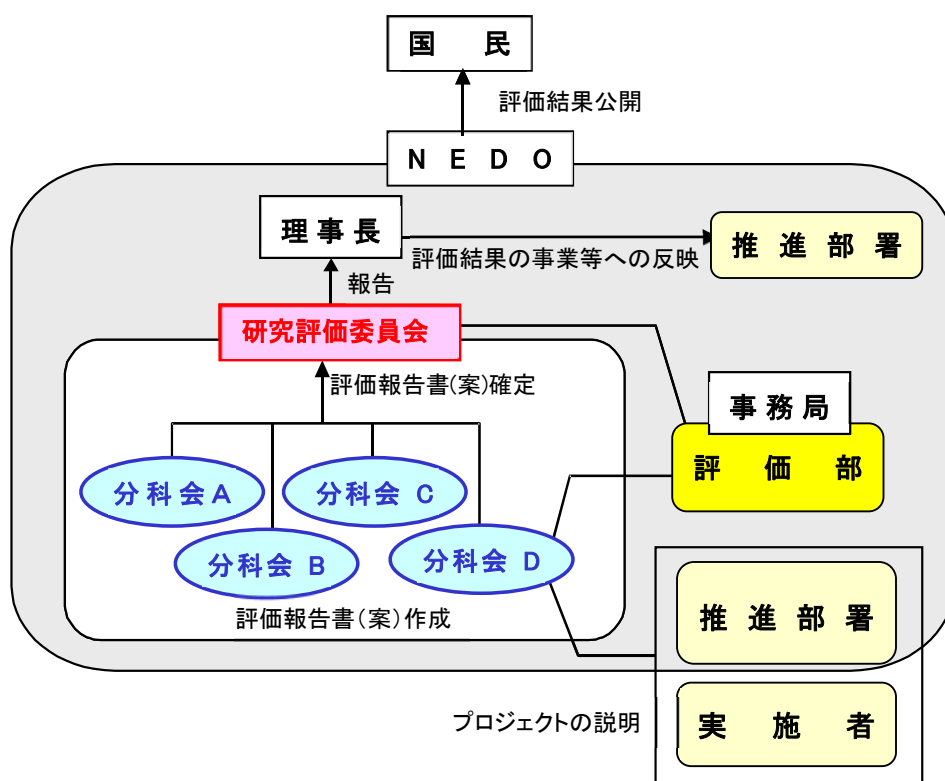 国民
評価結果公開
NEDO
理事長
評価結果の事業等への反映
推進部署
報告
研究評価委員会
評価報告書(案)確定
事務局
評価部
分科会A
分科会 C
分科会 B
分科会 D
評価報告書(案)作成
推進部署
プロジェクトの説明
実施者